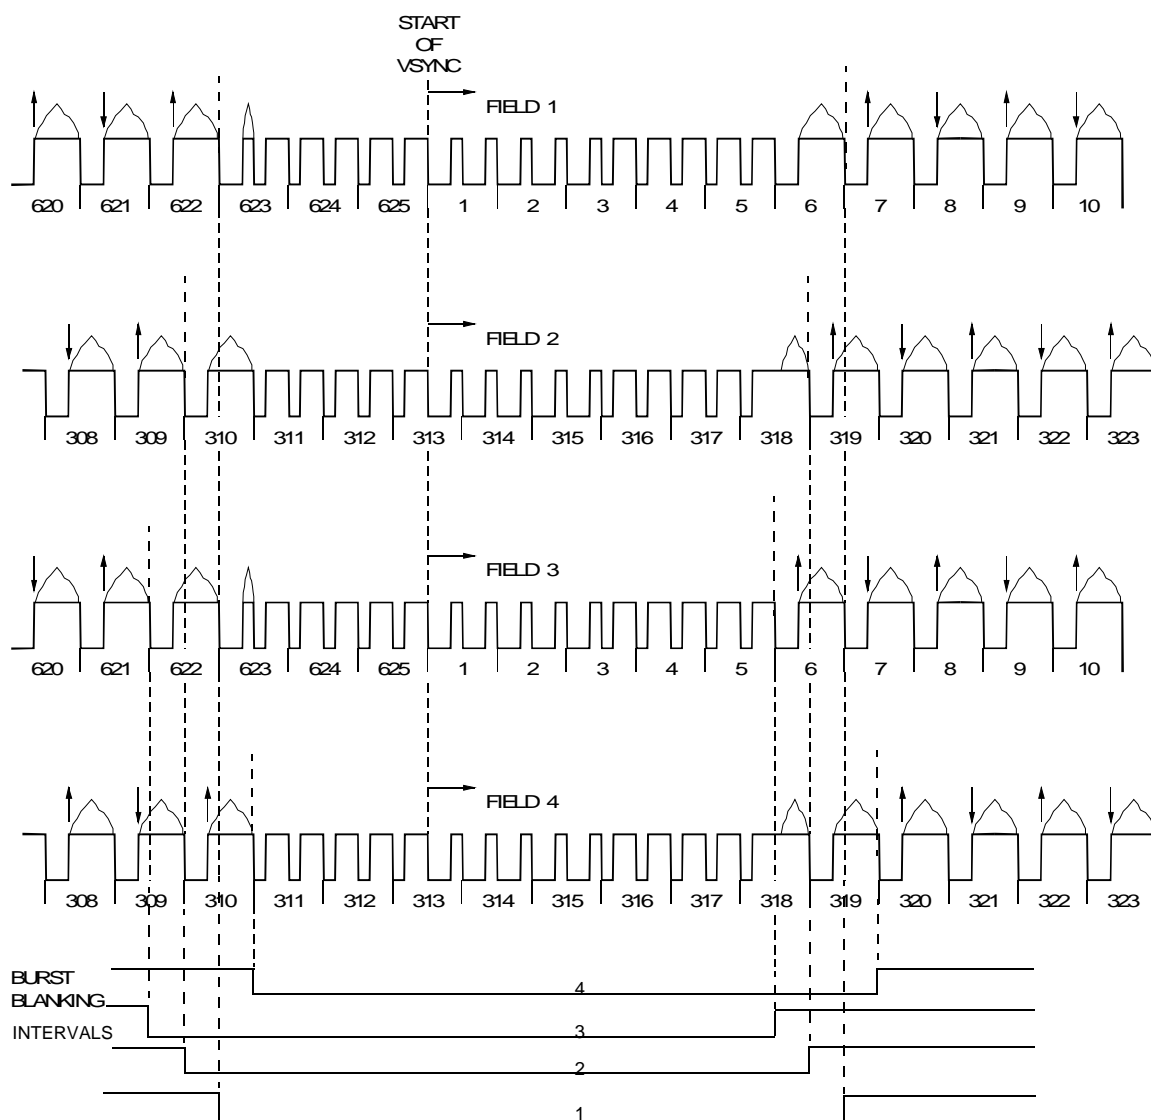 START
OF
VSYNC
FIELD 1
620 621 622 623 624 625 1 2 3 4 5 6 7 8 9 10
FIELD 2
308 309 310 311 312 313 314 315 316 317 318 319 320 321 322 323
FIELD 3
620 621 622 623 624 625 1 2 3 4 5 6 7 8 9 10
FIELD 4
308 309 310 311 312 313 314 315 316 317 318 319 320 321 322 323
BURST
4
BLANKING
INTERVALS
3
2
1